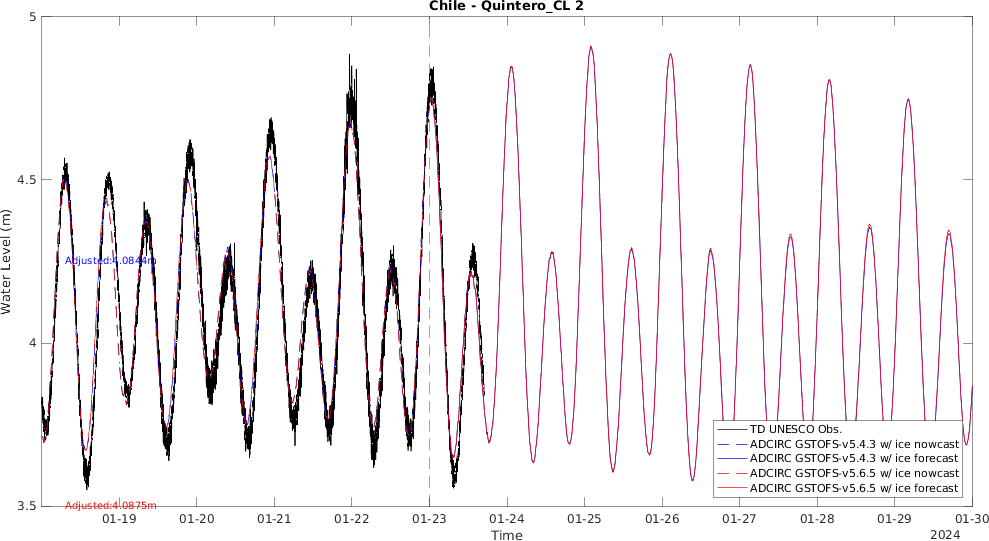 Chile - Quintero_CL 2
5
4.5
4
3.5
Water Level (m)
Adjusted:4.0844m
Adjusted:4.0875m
TD UNESCO Obs.
ADCIRC GSTOFS-v5.4.3 w/ ice nowcast
ADCIRC GSTOFS-v5.4.3 w/ ice forecast
ADCIRC GSTOFS-v5.6.5 w/ ice nowcast
ADCIRC GSTOFS-v5.6.5 w/ ice forecast
01-19 01-20 01-21 01-22 01-23 01-24 01-25 01-26 01-27 01-28 01-29 01-30
Time
2024